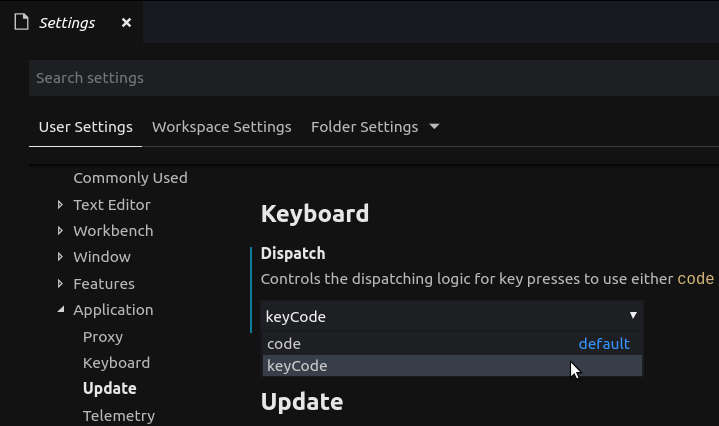 Settings
Search settings
User Settings Workspace Settings Folder Settings
Commonly Used
Text Editor
Workbench
Window
Features
Application
Proxy
Keyboard
Update
Telemetry
Keyboard
Dispatch
Controls the dispatching logic for key presses to use either code
keyCode
code default
keyCode
Update